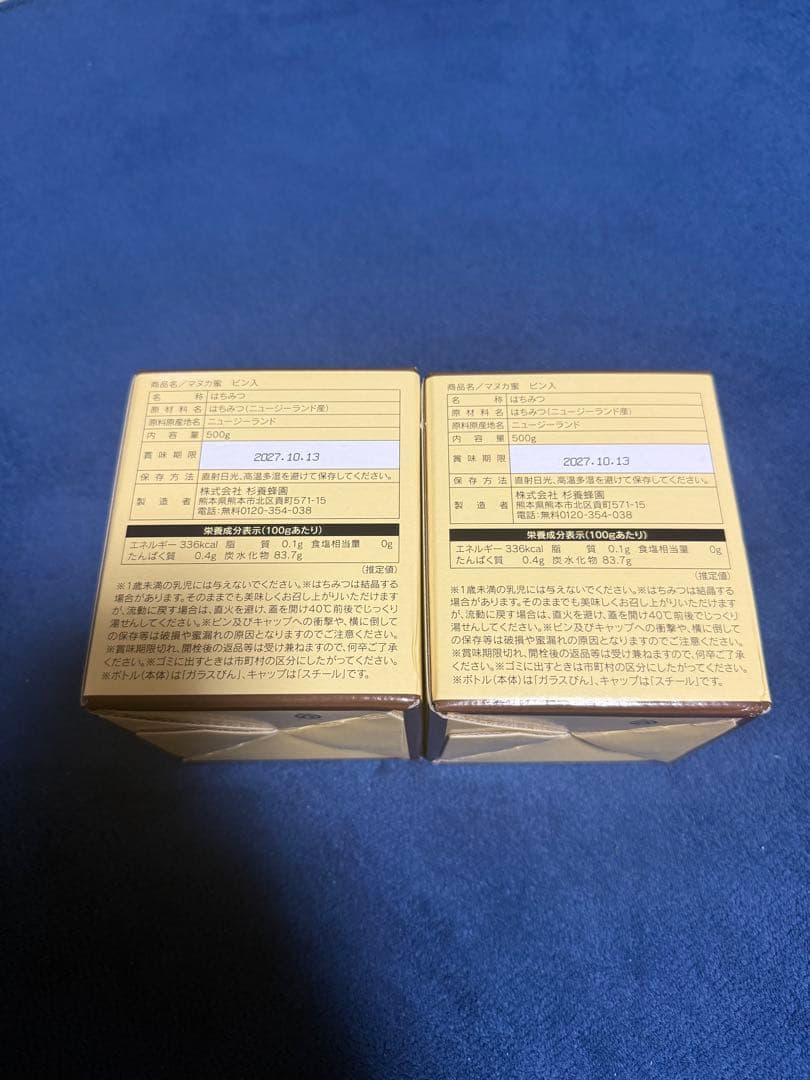 商品名/マヌカ蜜 ビン入
名称 はちみつ
原材料名 はちみつ(ニュージーランド産)
原料原産地名 ニュージーランド
内容量 500g
賞味期限 2027.10.13
保存方法 直射日光、高温多湿を避けて保存してください。
製造者 株式会社 杉養蜂園
熊本県熊本市北区貢町571-15
電話:無料0120-354-038
栄養成分表示(100gあたり)
エネルギー 336kcal 脂質 0.1g 食塩相当量 0g
たんぱく質 0.4g 炭水化物 83.7g
(推定値)
※1歳未満の乳児には与えないでください。※はちみつは結晶する
場合があります。そのままでも美味しくお召し上がりいただけます
が、流動に戻す場合は、直火を避け、蓋を開け40℃前後でじっくり
湯せんしてください。※ビン及びキャップへの衝撃や、横に倒して
の保存等は破損や蜜漏れの原因となりますのでご注意ください。
※賞味期限切れ、開栓後の返品等は受け兼ねますので、何卒ご了承
ください。※ゴミに出すときは市町村の区分にしたがってください。
※ボトル(本体)は「ガラスびん」、キャップは「スチール」です。
商品名/マヌカ蜜 ビン入
名称 はちみつ
原材料名 はちみつ(ニュージーランド産)
原料原産地名 ニュージーランド
内容量 500g
賞味期限 2027.10.13
保存方法 直射日光、高温多湿を避けて保存してください。
製造者 株式会社 杉養蜂園
熊本県熊本市北区貢町571-15
電話:無料0120-354-038
栄養成分表示(100gあたり)
エネルギー 336kcal 脂質 0.1g 食塩相当量 0g
たんぱく質 0.4g 炭水化物 83.7g
(推定値)
※1歳未満の乳児には与えないでください。※はちみつは結晶する
場合があります。そのままでも美味しくお召し上がりいただけます
が、流動に戻す場合は、直火を避け、蓋を開け40℃前後でじっくり
湯せんしてください。※ビン及びキャップへの衝撃や、横に倒して
の保存等は破損や蜜漏れの原因となりますのでご注意ください。
※賞味期限切れ、開栓後の返品等は受け兼ねますので、何卒ご了承
ください。※ゴミに出すときは市町村の区分にしたがってください。
※ボトル(本体)は「ガラスびん」、キャップは「スチール」です。